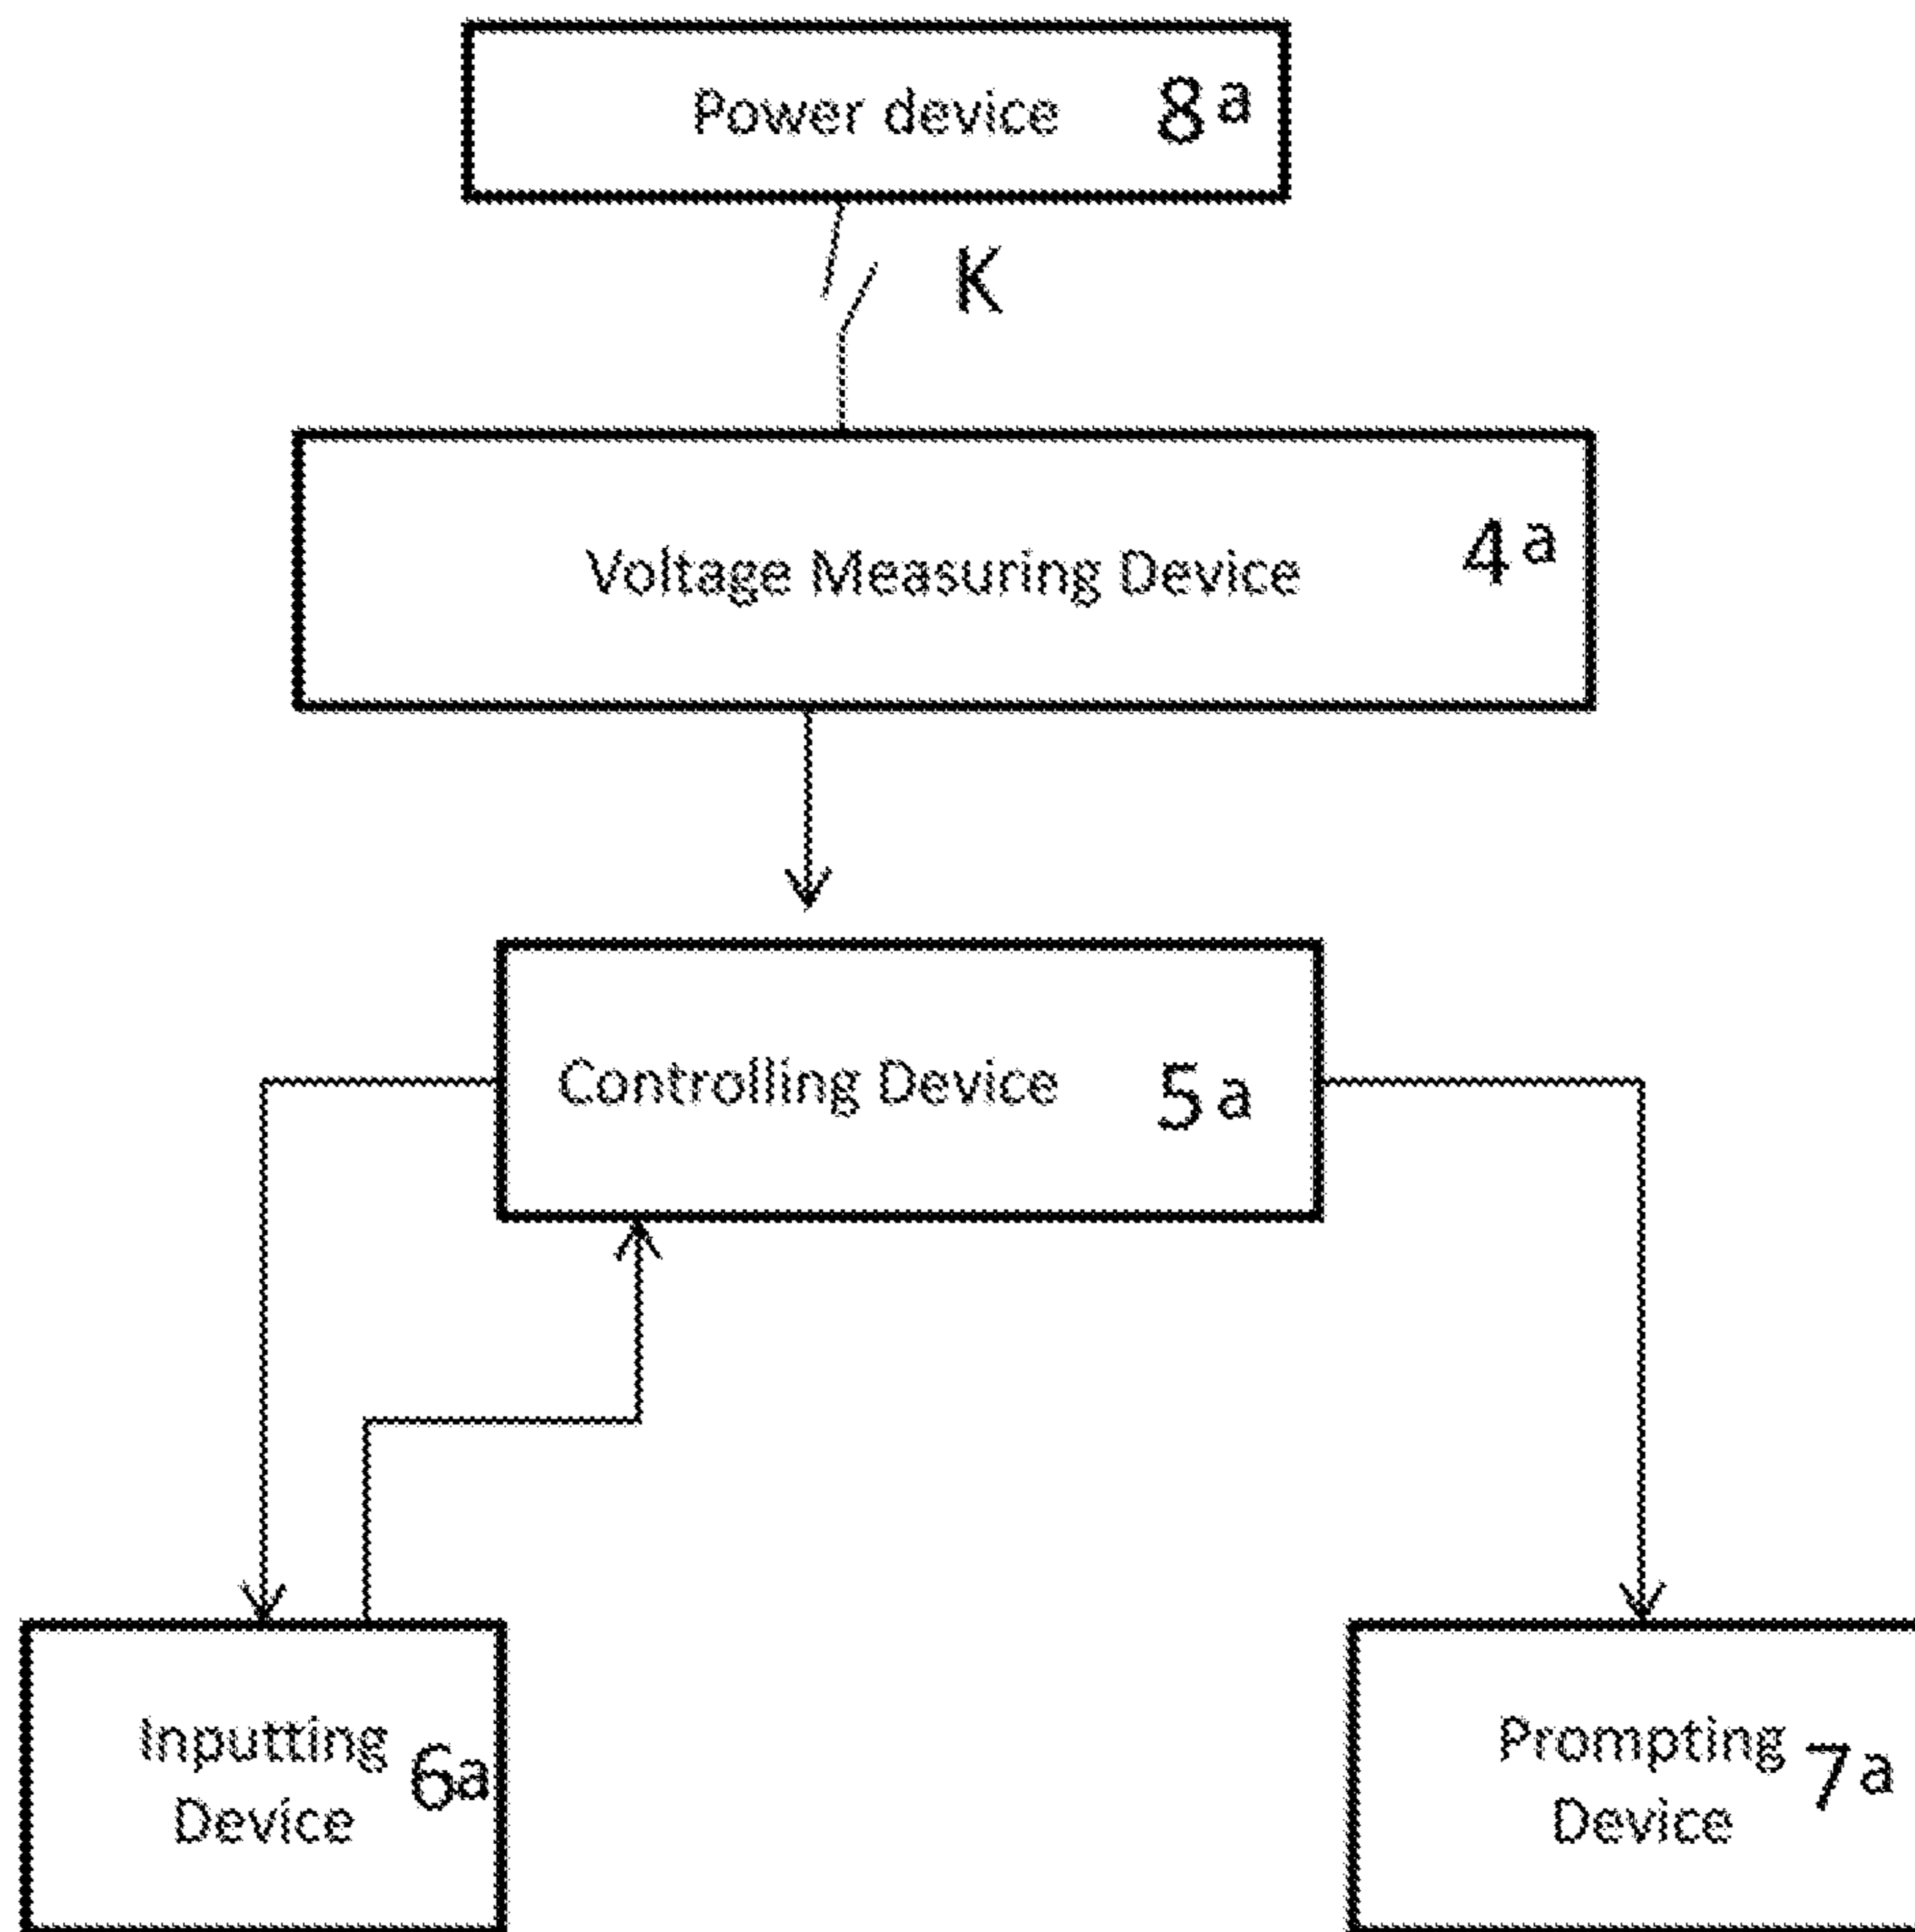 Power device 8a
K
Voltage Measuring Device 4a
Controlling Device 5a
Inputting
Device 6a
Prompting
Device 7a